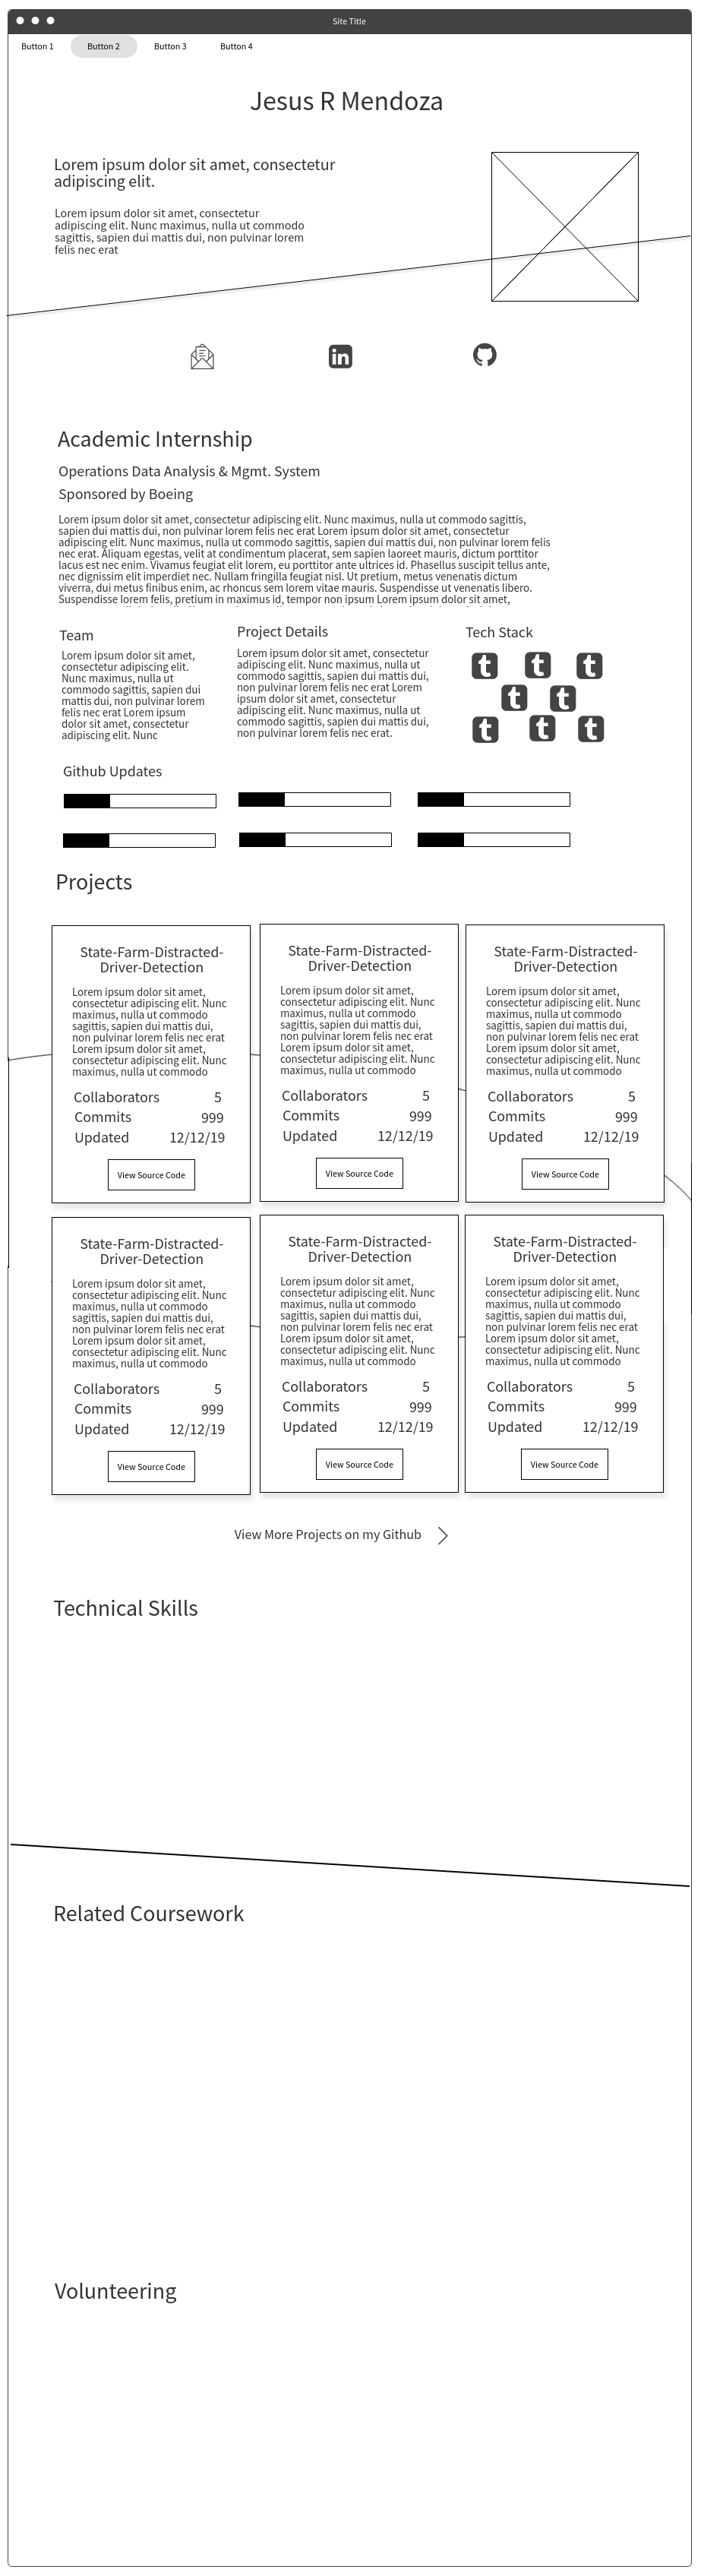 Site Title
Button 1
Button 2
Button 3
Button 4
Jesus R Mendoza
Lorem ipsum dolor sit amet, consectetur
adipiscing elit.
Lorem ipsum dolor sit amet, consectetur
adipiscing elit. Nunc maximus, nulla ut commodo
sagittis, sapien dui mattis dui, non pulvinar lorem
felis nec erat
in
Academic Internship
Operations Data Analysis & Mgmt. System
Sponsored by Boeing
Lorem ipsum dolor sit amet, consectetur adipiscing elit. Nunc maximus, nulla ut commodo sagittis,
sapien dui mattis dui, non pulvinar lorem felis nec erat Lorem ipsum dolor sit amet, consectetur
adipiscing elit. Nunc maximus, nulla ut commodo sagittis, sapien dui mattis dui, non pulvinar lorem felis
nec erat. Aliquam egestas, velit at condimentum placerat, sem sapien laoreet mauris, dictum porttitor
lacus est nec enim. Vivamus feugiat elit lorem, eu porttitor ante ultrices id. Phasellus suscipit tellus ante,
nec dignissim elit imperdiet nec. Nullam fringilla feugiat nisl. Ut pretium, metus venenatis dictum
viverra, dui metus finibus enim, ac rhoncus sem lorem vitae mauris. Suspendisse ut venenatis libero.
Suspendisse lorem felis, pretium in maximus id, tempor non ipsum Lorem ipsum dolor sit amet,
Team
Lorem ipsum dolor sit amet,
consectetur adipiscing elit.
Nunc maximus, nulla ut
commodo sagittis, sapien dui
mattis dui, non pulvinar lorem
felis nec erat Lorem ipsum
dolor sit amet, consectetur
adipiscing elit. Nunc
Project Details
Lorem ipsum dolor sit amet, consectetur
adipiscing elit. Nunc maximus, nulla ut
commodo sagittis, sapien dui mattis dui,
non pulvinar lorem felis nec erat Lorem
ipsum dolor sit amet, consectetur
adipiscing elit. Nunc maximus, nulla ut
commodo sagittis, sapien dui mattis dui,
non pulvinar lorem felis nec erat.
Tech Stack
t t t
t t
t t t
Github Updates
Projects
State-Farm-Distracted-
Driver-Detection
Lorem ipsum dolor sit amet,
consectetur adipiscing elit. Nunc
maximus, nulla ut commodo
sagittis, sapien dui mattis dui,
non pulvinar lorem felis nec erat
Lorem ipsum dolor sit amet,
consectetur adipiscing elit. Nunc
maximus, nulla ut commodo
Collaborators 5
Commits 999
Updated 12/12/19
View Source Code
State-Farm-Distracted-
Driver-Detection
Lorem ipsum dolor sit amet,
consectetur adipiscing elit. Nunc
maximus, nulla ut commodo
sagittis, sapien dui mattis dui,
non pulvinar lorem felis nec erat
Lorem ipsum dolor sit amet,
consectetur adipiscing elit. Nunc
maximus, nulla ut commodo
Collaborators 5
Commits 999
Updated 12/12/19
View Source Code
State-Farm-Distracted-
Driver-Detection
Lorem ipsum dolor sit amet,
consectetur adipiscing elit. Nunc
maximus, nulla ut commodo
sagittis, sapien dui mattis dui,
non pulvinar lorem felis nec erat
Lorem ipsum dolor sit amet,
consectetur adipiscing elit. Nunc
maximus, nulla ut commodo
Collaborators 5
Commits 999
Updated 12/12/19
View Source Code
State-Farm-Distracted-
Driver-Detection
Lorem ipsum dolor sit amet,
consectetur adipiscing elit. Nunc
maximus, nulla ut commodo
sagittis, sapien dui mattis dui,
non pulvinar lorem felis nec erat
Lorem ipsum dolor sit amet,
consectetur adipiscing elit. Nunc
maximus, nulla ut commodo
Collaborators 5
Commits 999
Updated 12/12/19
View Source Code
State-Farm-Distracted-
Driver-Detection
Lorem ipsum dolor sit amet,
consectetur adipiscing elit. Nunc
maximus, nulla ut commodo
sagittis, sapien dui mattis dui,
non pulvinar lorem felis nec erat
Lorem ipsum dolor sit amet,
consectetur adipiscing elit. Nunc
maximus, nulla ut commodo
Collaborators 5
Commits 999
Updated 12/12/19
View Source Code
State-Farm-Distracted-
Driver-Detection
Lorem ipsum dolor sit amet,
consectetur adipiscing elit. Nunc
maximus, nulla ut commodo
sagittis, sapien dui mattis dui,
non pulvinar lorem felis nec erat
Lorem ipsum dolor sit amet,
consectetur adipiscing elit. Nunc
maximus, nulla ut commodo
Collaborators 5
Commits 999
Updated 12/12/19
View Source Code
View More Projects on my Github
Technical Skills
Related Coursework
Volunteering